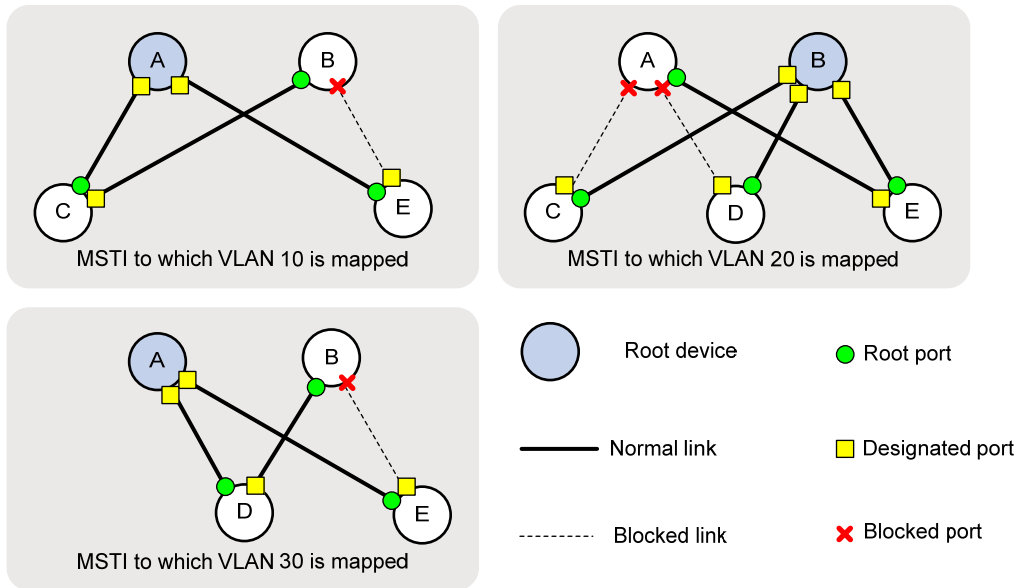 A
B
C
E
MSTI to which VLAN 10 is mapped
A
B
C
D
E
MSTI to which VLAN 20 is mapped
A
B
D
E
MSTI to which VLAN 30 is mapped
Root device
Root port
Normal link
Designated port
Blocked link
Blocked port